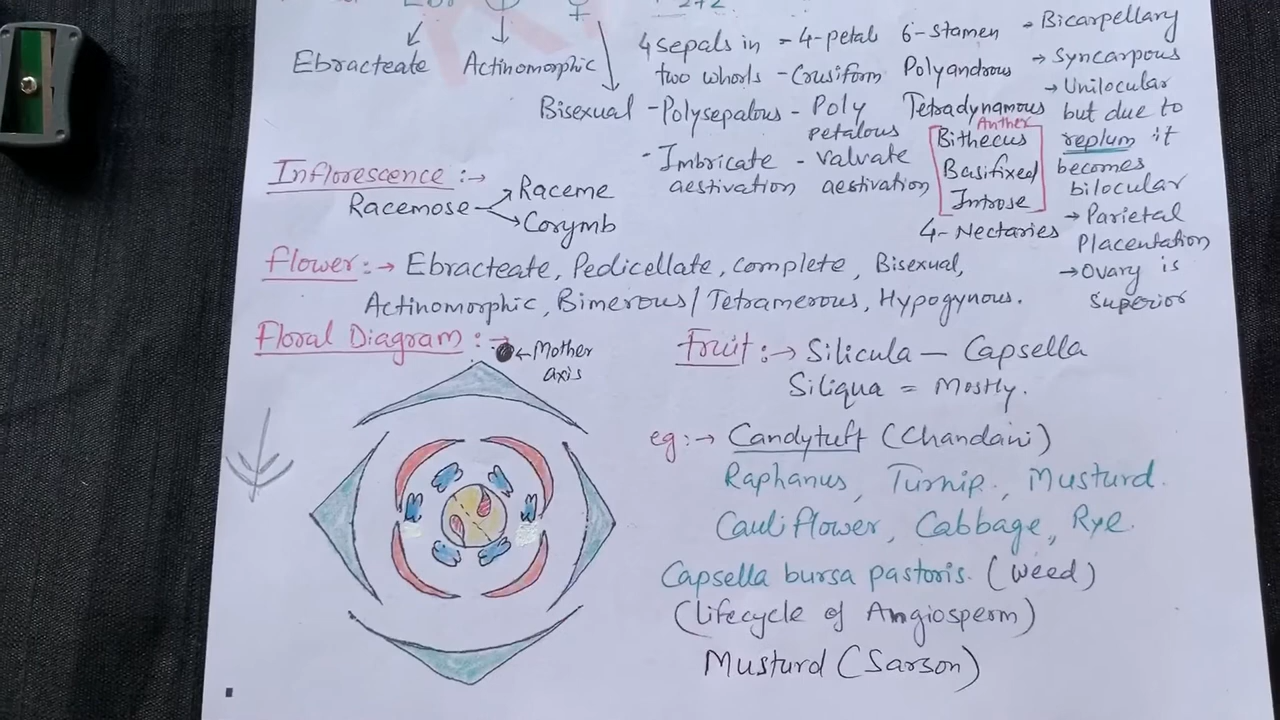 2+2
Ebracteate Actinomorphic
Bisexual
4 sepals in
two whorls
- Polysepalous
- Imbricate
aestivation
= 4-petal
- Crusiform
- Poly
petalous
- valvate
aestivation
6-stamen
Polyandrous
Tetradynamous
Anther
Bithecus
Basifixed
Introse
4-Nectaries
→ Bicarpellary
→ Syncarpous
→ Unilocular
but due to
replum it
becomes
bilocular
→ Parietal
Placentation
→ Ovary is
superior
Inflorescence :→
Racemose → Raceme
→ Corymb
flower :→ Ebracteate, Pedicellate, complete, Bisexual,
Actinomorphic, Bimerous/Tetramerous, Hypogynous.
Floral Diagram :→
← Mother
axis
Fruit :→ Silicula — Capsella
Siliqua = Mostly.
eg :→ Candytuft (Chandani)
Raphanus, Turnip, Musturd.
Cauliflower, Cabbage, Rye.
Capsella bursa pastoris. (weed)
(lifecycle of Angiosperm)
Musturd (Sarson)